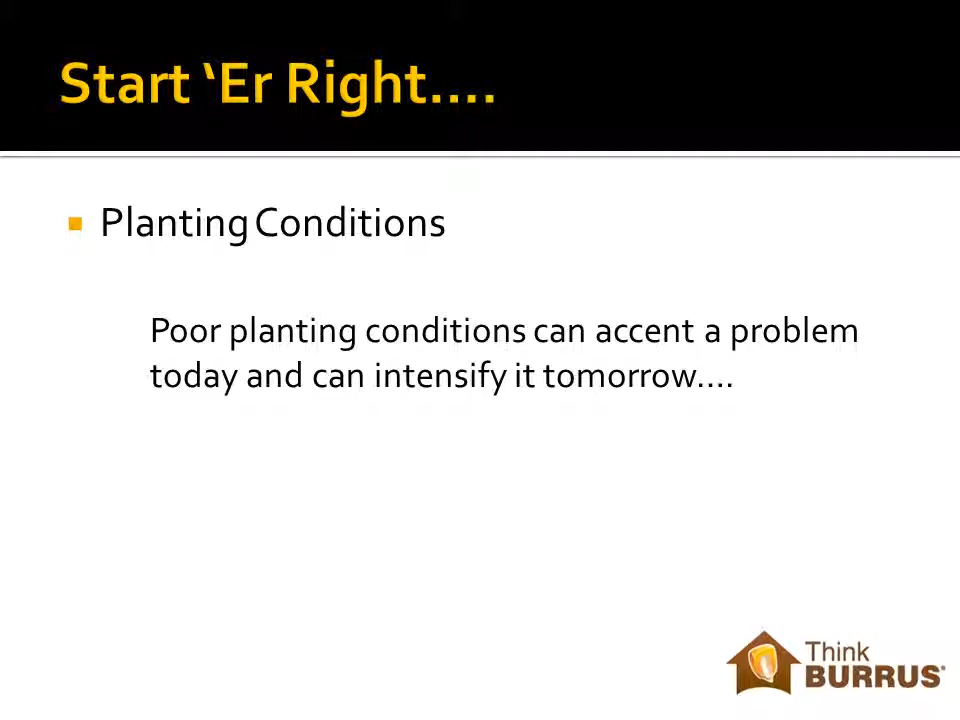 Start ‘Er Right….
Planting Conditions
Poor planting conditions can accent a problem
today and can intensify it tomorrow….
Think
BURRUS®